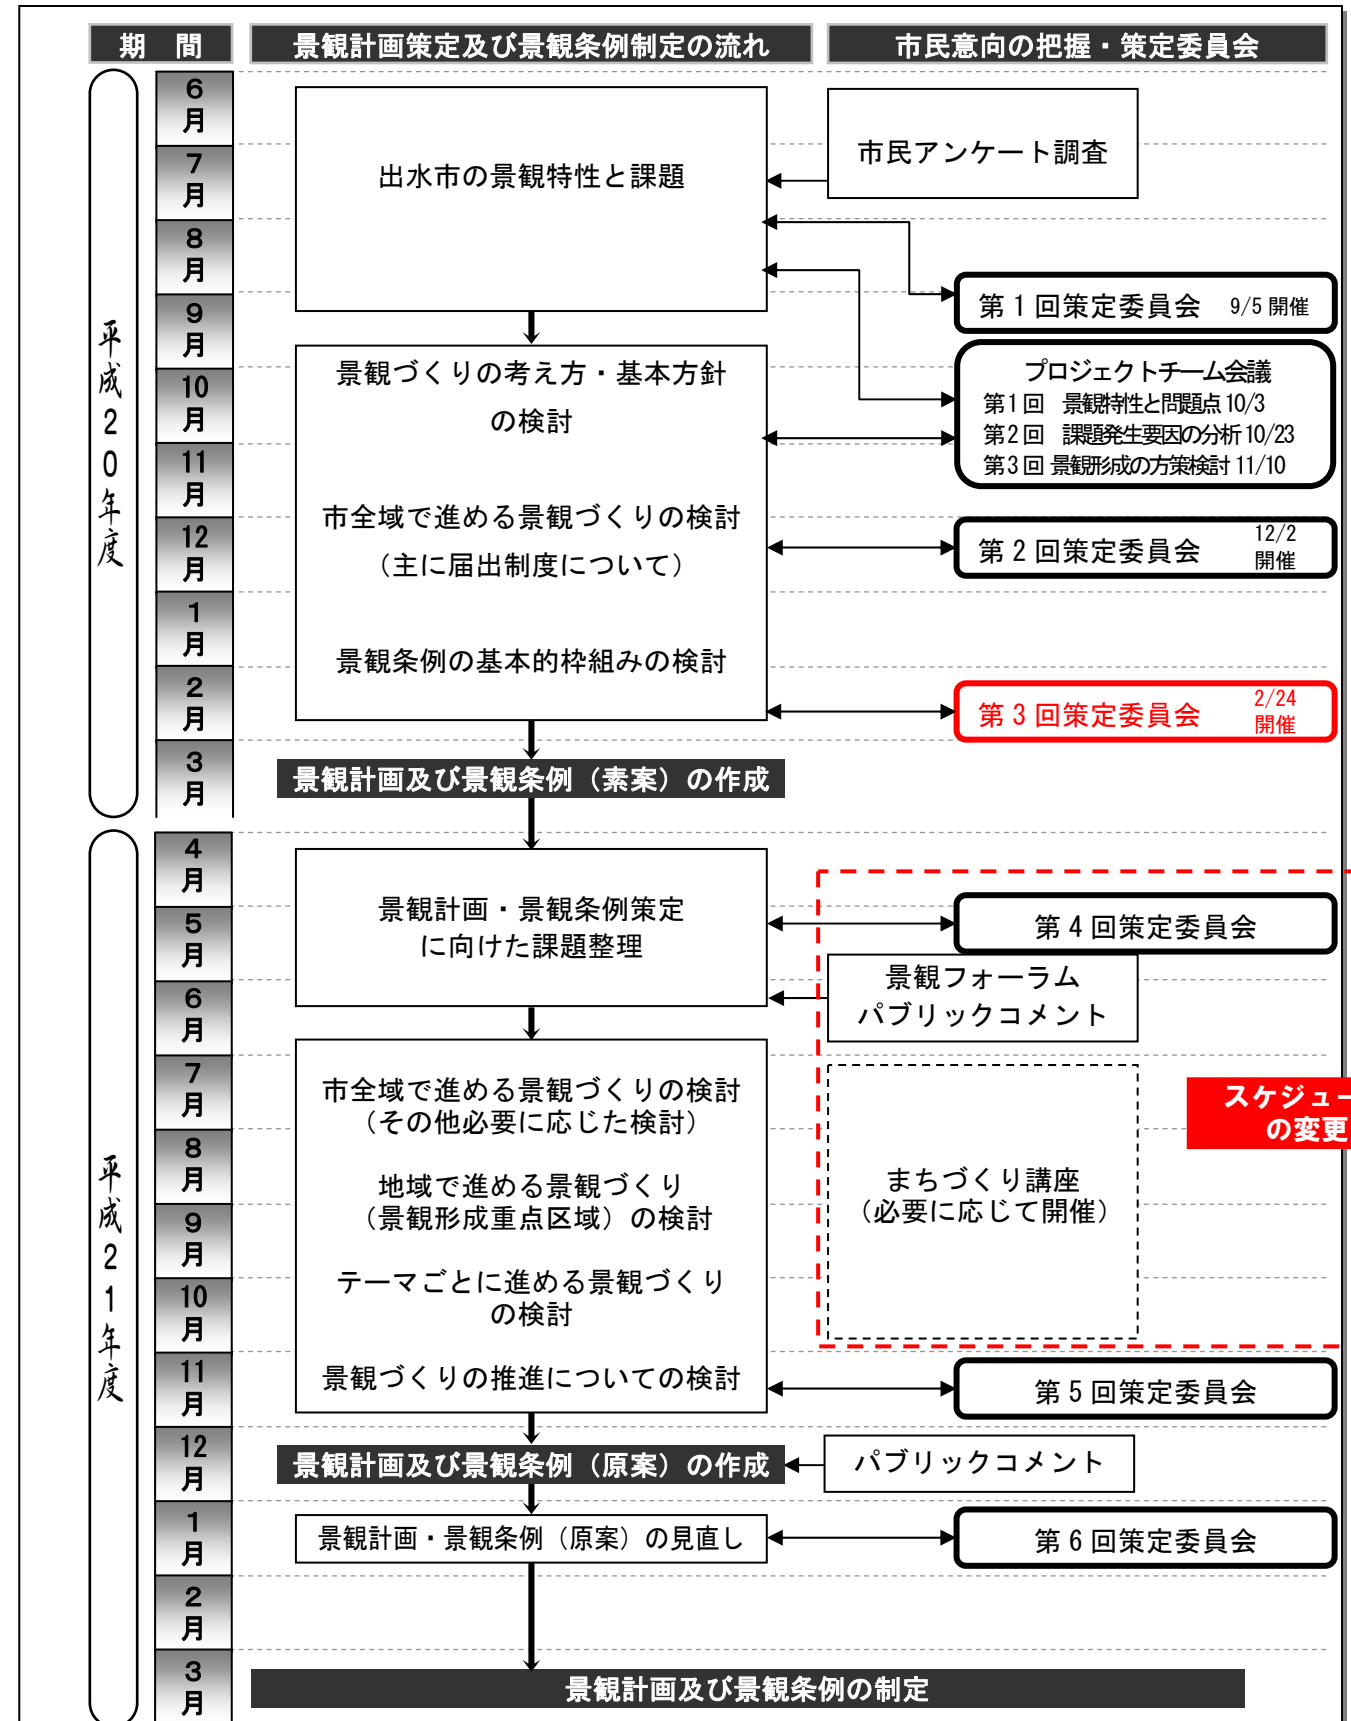 期　間
景観計画策定及び景観条例制定の流れ
市民意向の把握・策定委員会
平成２０年度
6
月
7
月
8
月
9
月
10
月
11
月
12
月
1
月
2
月
3
月
出水市の景観特性と課題
市民アンケート調査
第１回策定委員会　9/5 開催
景観づくりの考え方・基本方針
の検討
市全域で進める景観づくりの検討
（主に届出制度について）
景観条例の基本的枠組みの検討
プロジェクトチーム会議
第1回　景観特性と問題点 10/3
第2回　課題発生要因の分析 10/23
第3回 景観形成の方策検討 11/10
第２回策定委員会
12/2
開催
第３回策定委員会
2/24
開催
景観計画及び景観条例（素案）の作成
平成２１年度
4
月
5
月
6
月
7
月
8
月
9
月
10
月
11
月
12
月
1
月
2
月
3
月
景観計画・景観条例策定
に向けた課題整理
第４回策定委員会
景観フォーラム
パブリックコメント
市全域で進める景観づくりの検討
（その他必要に応じた検討）
地域で進める景観づくり
（景観形成重点区域）の検討
テーマごとに進める景観づくり
の検討
景観づくりの推進についての検討
スケジュー
の変更
まちづくり講座
（必要に応じて開催）
第５回策定委員会
景観計画及び景観条例（原案）の作成
パブリックコメント
景観計画・景観条例（原案）の見直し
第６回策定委員会
景観計画及び景観条例の制定